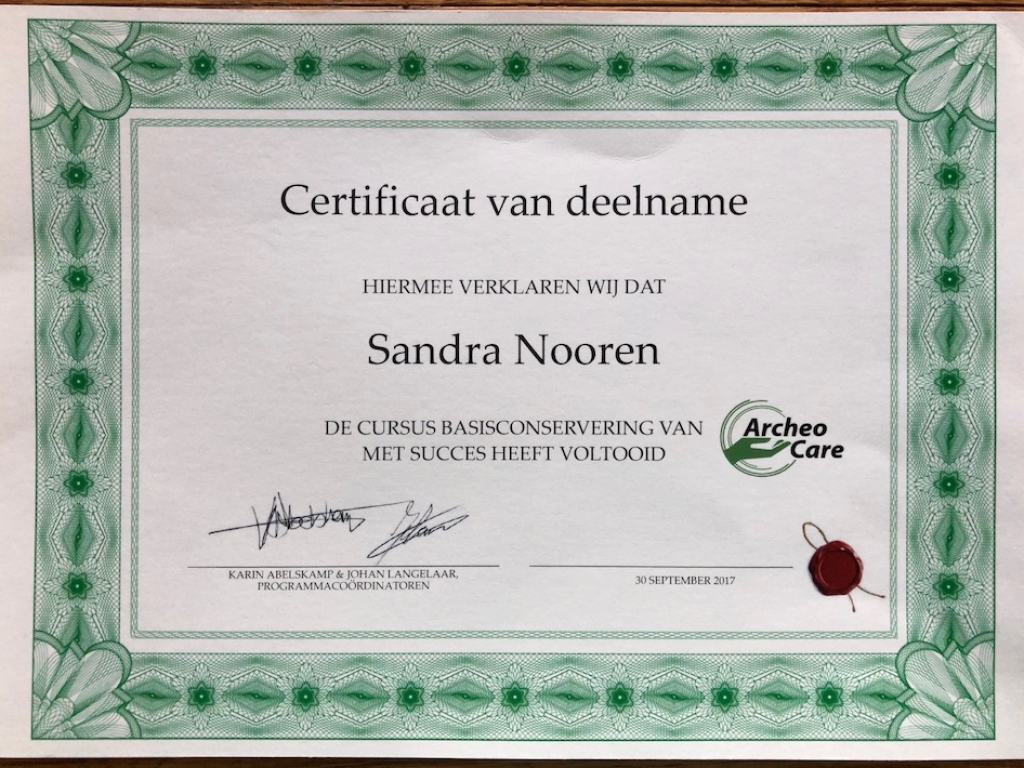 Certificaat van deelname
HIERMEE VERKLAREN WIJ DAT
Sandra Nooren
DE CURSUS BASISCONSERVERING VAN
Archeo
Care
MET SUCCES HEEFT VOLTOOID
KARIN ABELSKAMP & JOHAN LANGELAAR,
PROGRAMMACOÖRDINATOREN
30 SEPTEMBER 2017